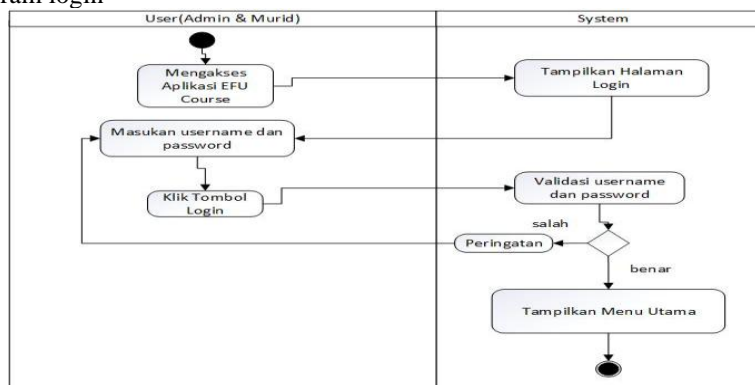 login
User(Admin & Murid)
System
Mengakses
Aplikasi EFU
Course
Tampilkan Halaman
Login
Masukan username dan
password
Klik Tombol
Login
Validasi username
dan password
salah
Peringatan
benar
Tampilkan Menu Utama